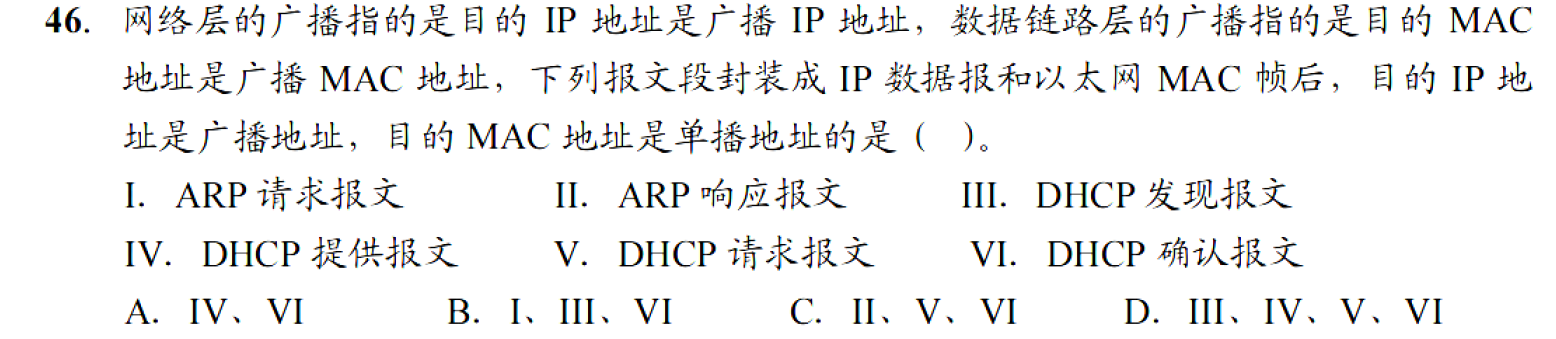 46. 网络层的广播指的是目的 IP 地址是广播 IP 地址，数据链路层的广播指的是目的 MAC
地址是广播 MAC 地址，下列报文段封装成 IP 数据报和以太网 MAC 帧后，目的 IP 地
址是广播地址，目的 MAC 地址是单播地址的是（ ）。
I. ARP 请求报文 II. ARP 响应报文 III. DHCP 发现报文
IV. DHCP 提供报文 V. DHCP 请求报文 VI. DHCP 确认报文
A. IV、VI B. I、III、VI C. II、V、VI D. III、IV、V、VI